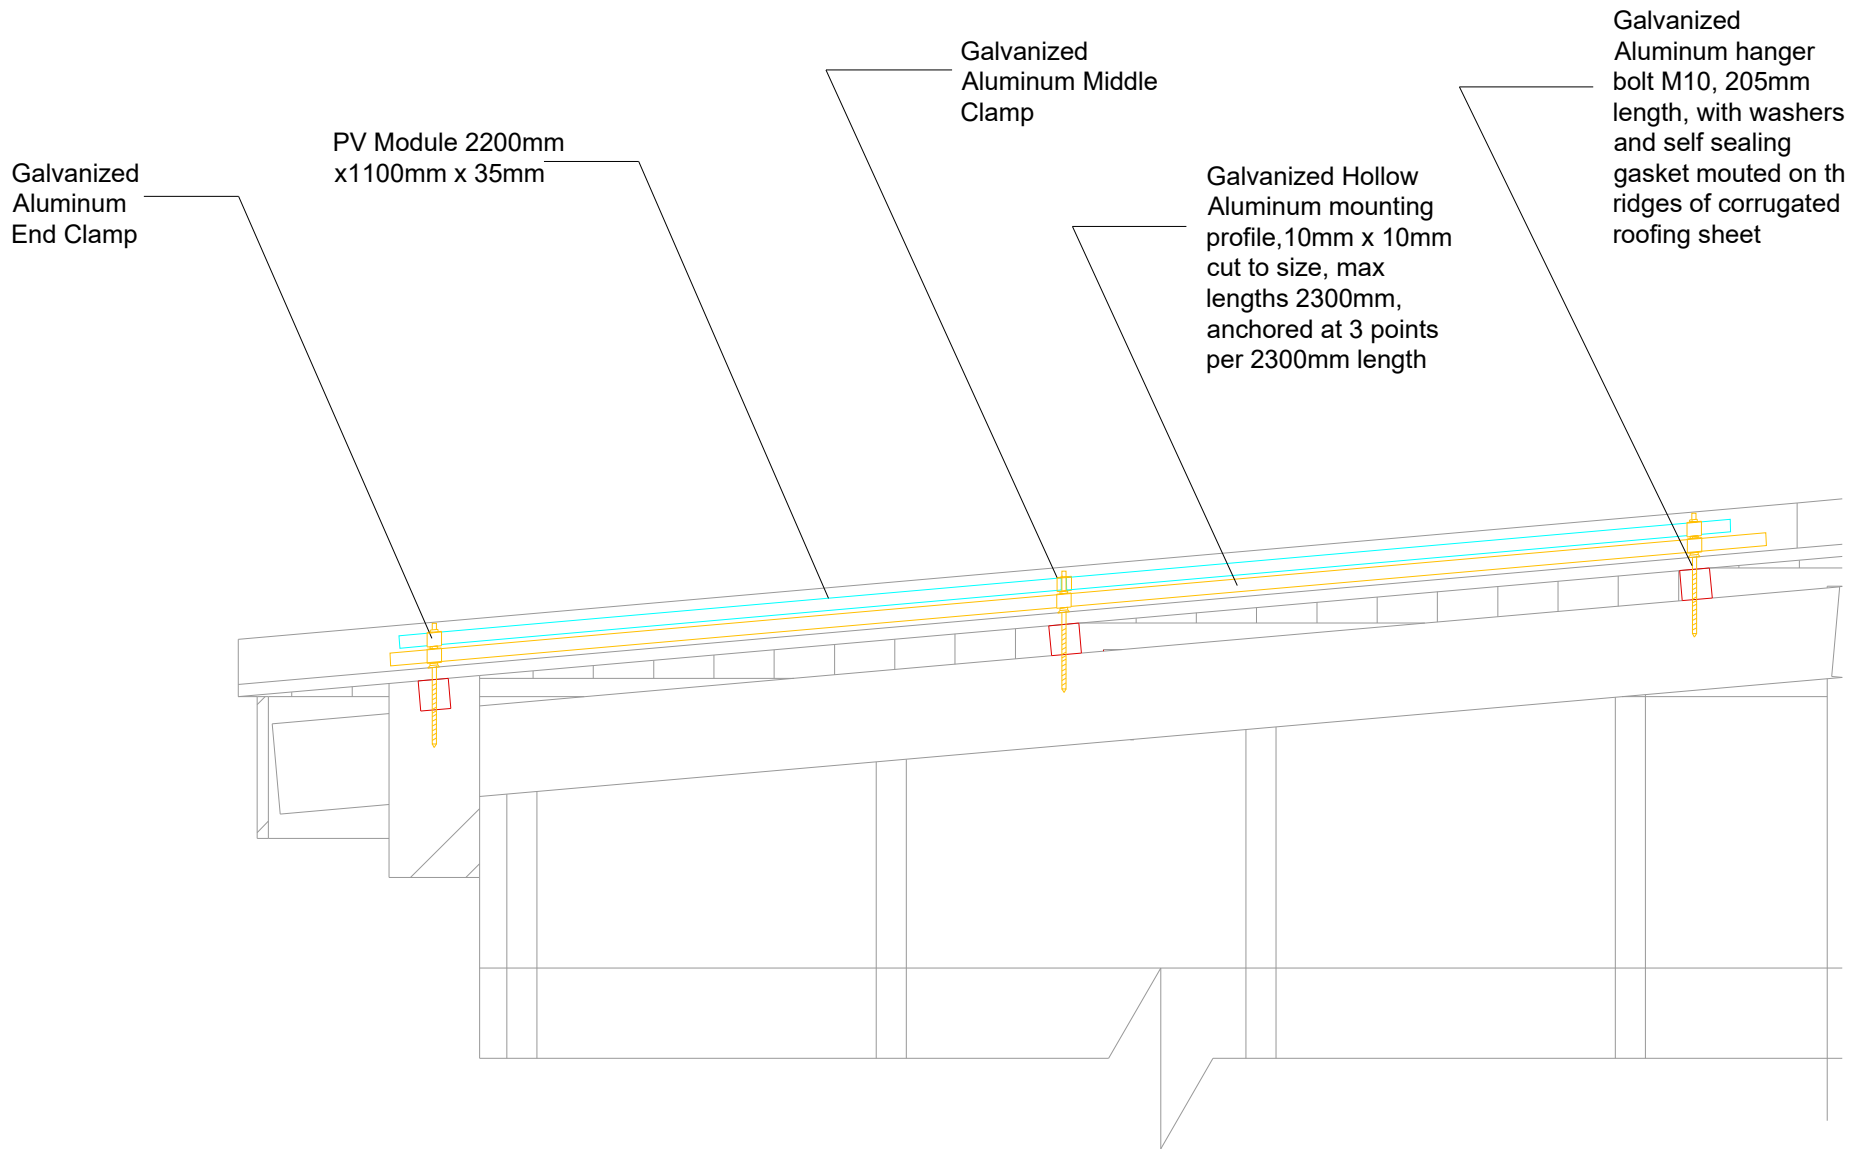 Galvanized
Aluminum
End Clamp
PV Module 2200mm
x1100mm x 35mm
Galvanized
Aluminum Middle
Clamp
Galvanized Hollow
Aluminum mounting
profile,10mm x 10mm
cut to size, max
lengths 2300mm,
anchored at 3 points
per 2300mm length
Galvanized
Aluminum hanger
bolt M10, 205mm
length, with washers
and self sealing
gasket mouted on th
ridges of corrugated
roofing sheet